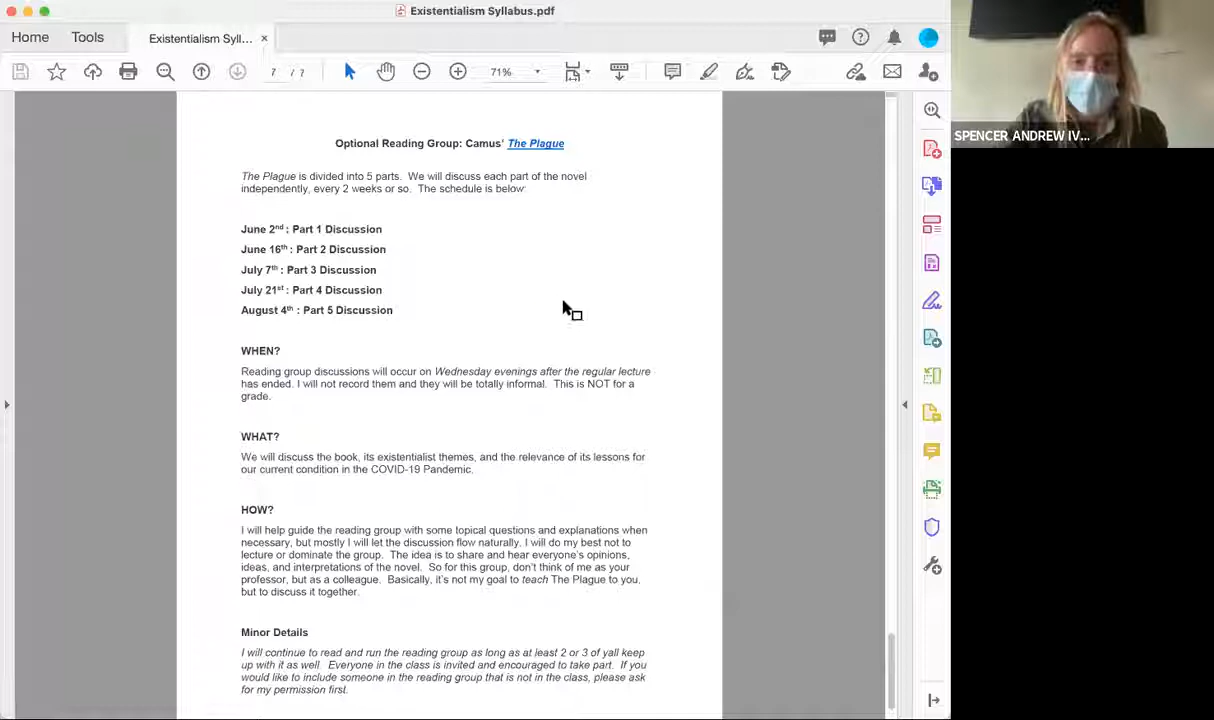 Existentialism Syllabus.pdf
Home
Tools
Existentialism Syll...
7 / 7
71%
SPENCER ANDREW IV...
Optional Reading Group: Camus' The Plague
The Plague is divided into 5 parts. We will discuss each part of the novel
independently, every 2 weeks or so. The schedule is below:
June 2nd : Part 1 Discussion
June 16th : Part 2 Discussion
July 7th : Part 3 Discussion
July 21st : Part 4 Discussion
August 4th : Part 5 Discussion
WHEN?
Reading group discussions will occur on Wednesday evenings after the regular lecture
has ended. I will not record them and they will be totally informal. This is NOT for a
grade.
WHAT?
We will discuss the book, its existentialist themes, and the relevance of its lessons for
our current condition in the COVID-19 Pandemic.
HOW?
I will help guide the reading group with some topical questions and explanations when
necessary, but mostly I will let the discussion flow naturally. I will do my best not to
lecture or dominate the group. The idea is to share and hear everyone's opinions,
ideas, and interpretations of the novel. So for this group, don't think of me as your
professor, but as a colleague. Basically, it's not my goal to teach The Plague to you,
but to discuss it together.
Minor Details
I will continue to read and run the reading group as long as at least 2 or 3 of yall keep
up with it as well. Everyone in the class is invited and encouraged to take part. If you
would like to include someone in the reading group that is not in the class, please ask
for my permission first.